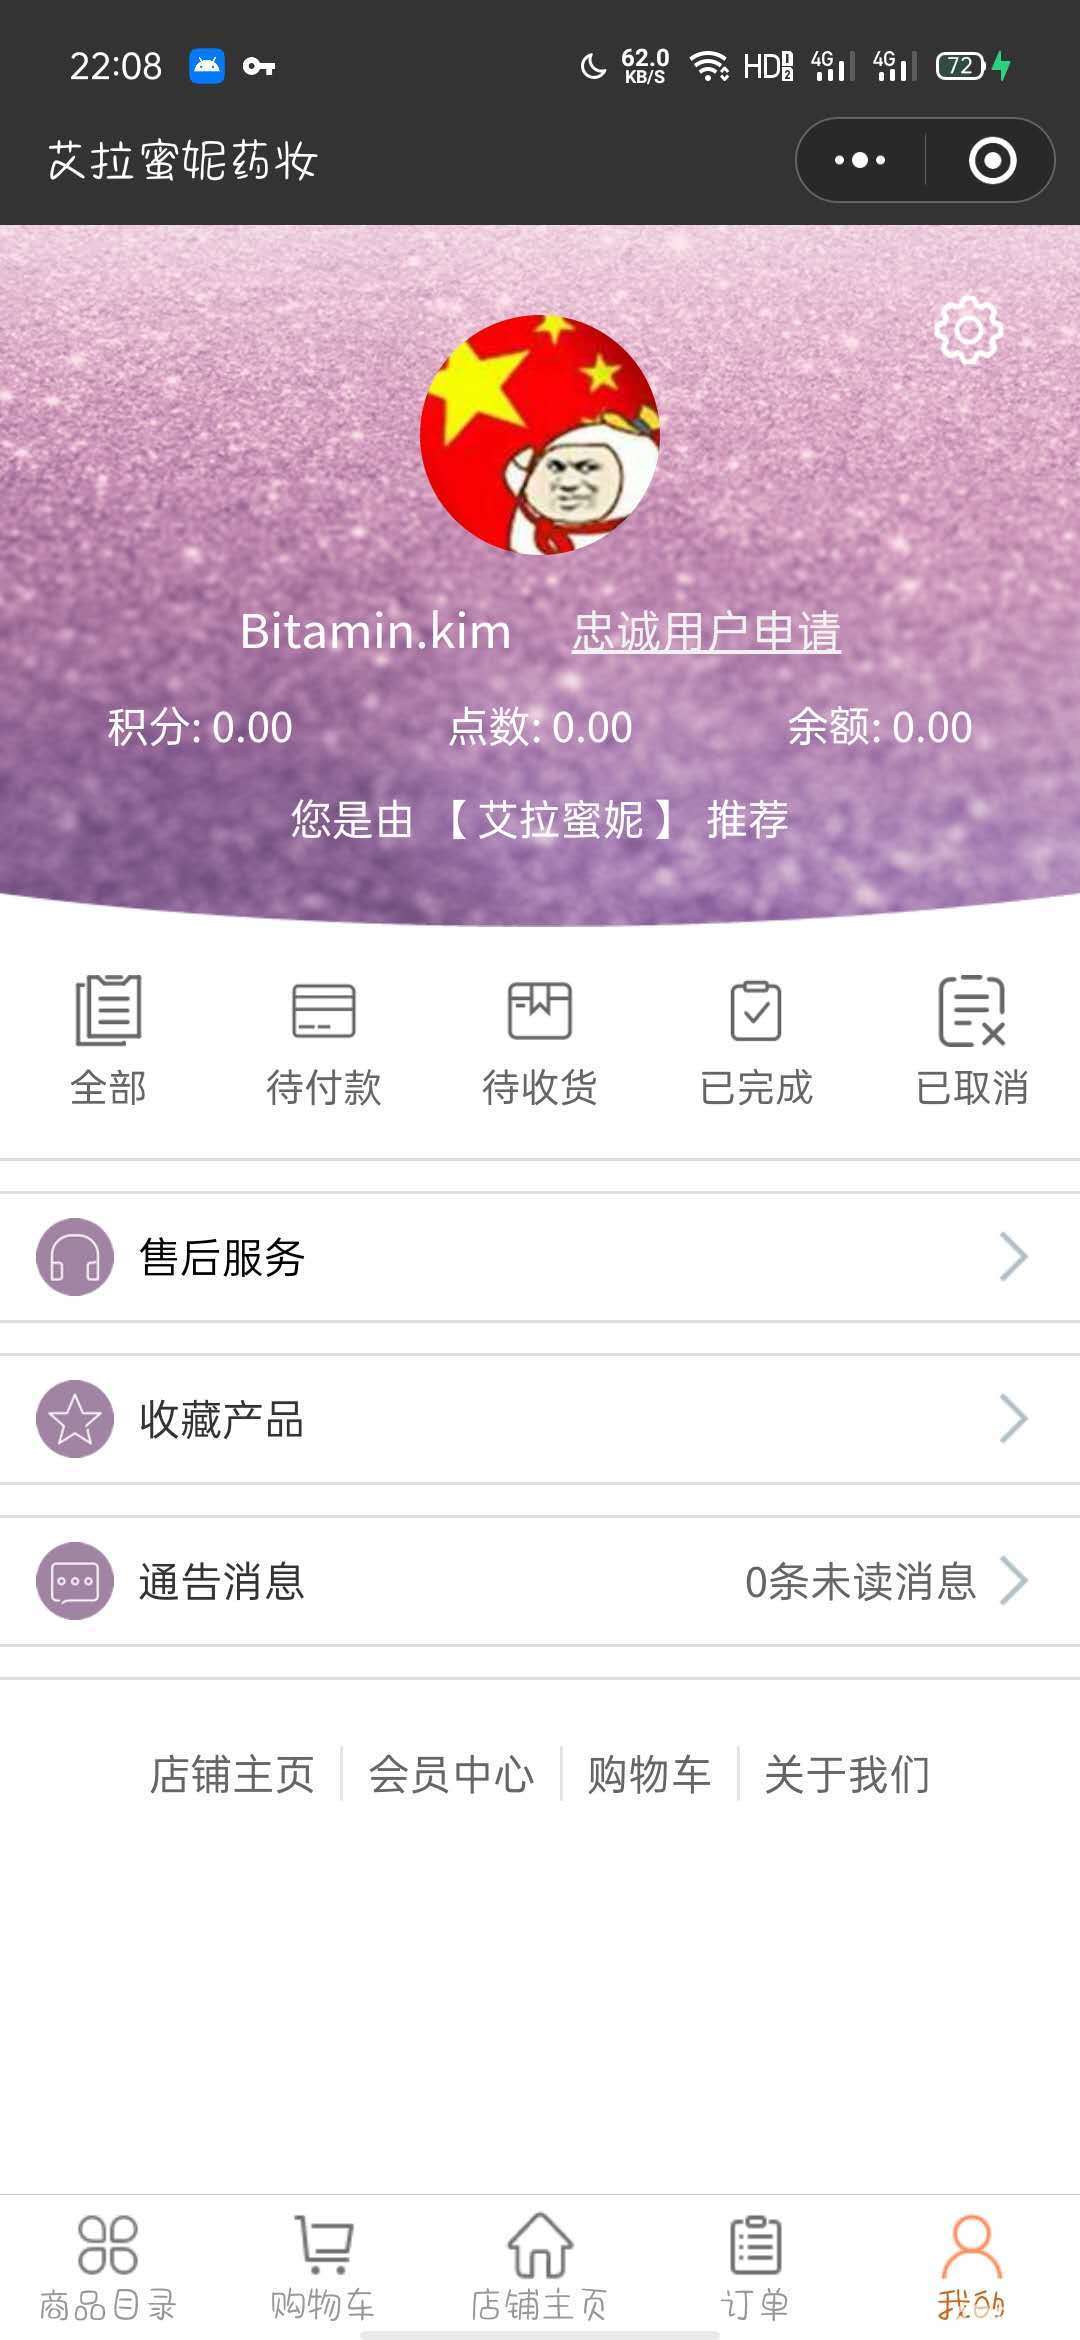 22:08 62.0 KB/S HD 1 2 4G 4G 72
艾拉蜜妮药妆
Bitamin.kim 忠诚用户申请
积分: 0.00 点数: 0.00 余额: 0.00
您是由 【 艾拉蜜妮 】 推荐
全部 待付款 待收货 已完成 已取消
售后服务
收藏产品
通告消息 0条未读消息
店铺主页 会员中心 购物车 关于我们
商品目录 购物车 店铺主页 订单 我的